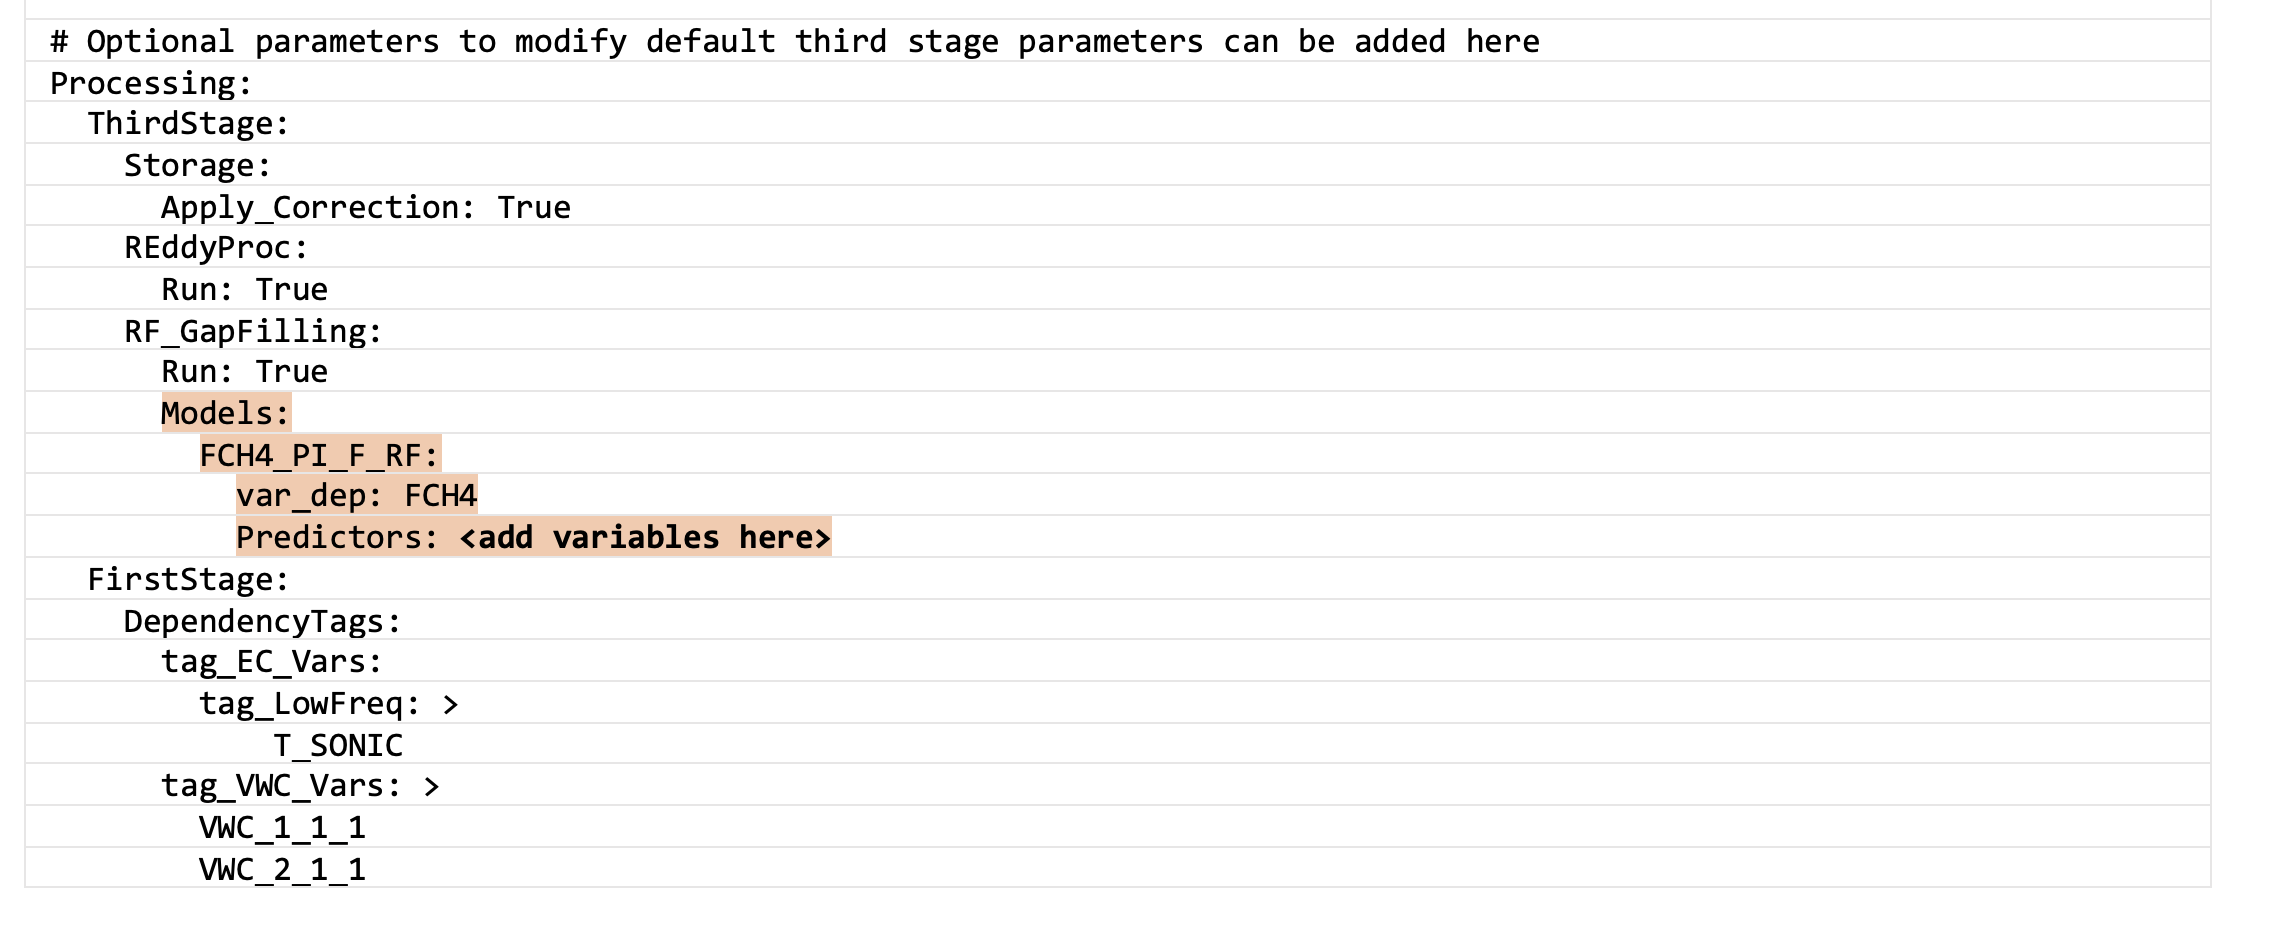 # Optional parameters to modify default third stage parameters can be added here
Processing:
  ThirdStage:
    Storage:
      Apply_Correction: True
    REddyProc:
      Run: True
    RF_GapFilling:
      Run: True
      Models:
        FCH4_PI_F_RF:
          var_dep: FCH4
          Predictors: <add variables here>
  FirstStage:
    DependencyTags:
      tag_EC_Vars:
        tag_LowFreq: >
            T_SONIC
      tag_VWC_Vars: >
        VWC_1_1_1
        VWC_2_1_1